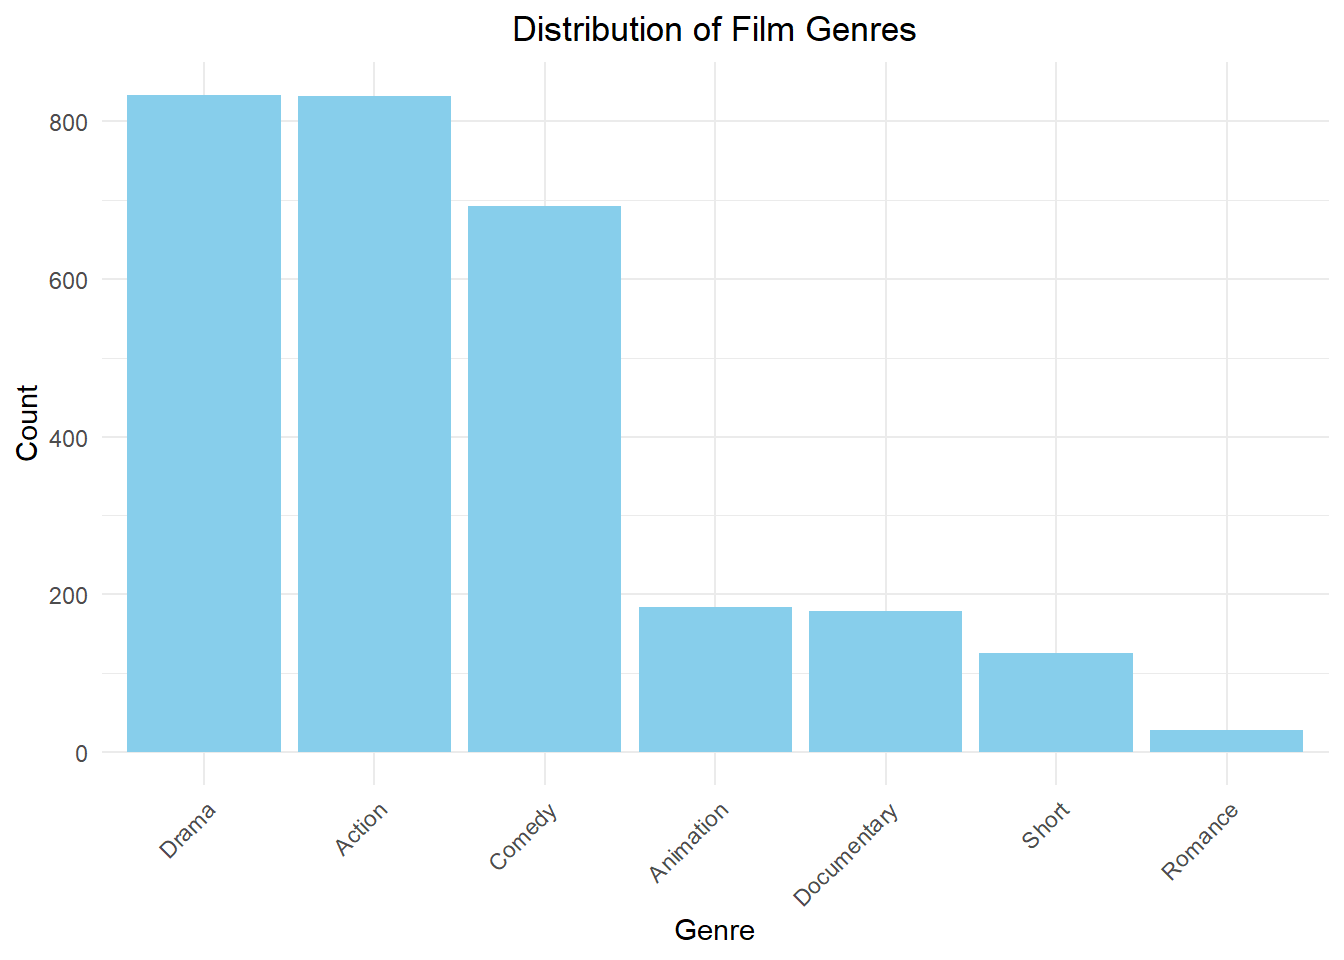 Distribution of Film Genres
Count
800
600
400
200
0
Drama
Action
Comedy
Animation
Documentary
Short
Romance
Genre